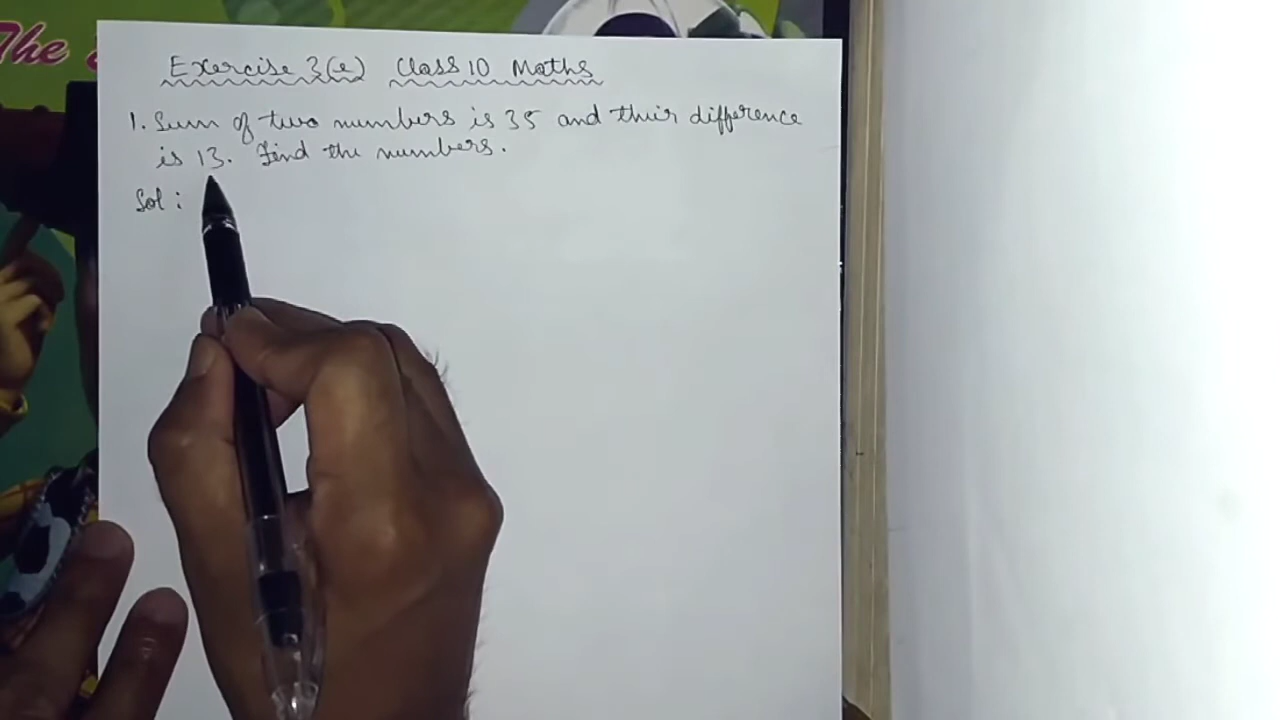 The
Exercise 3(e) Class 10 Maths
1. Sum of two numbers is 35 and their difference
is 13. Find the numbers.
Sol :